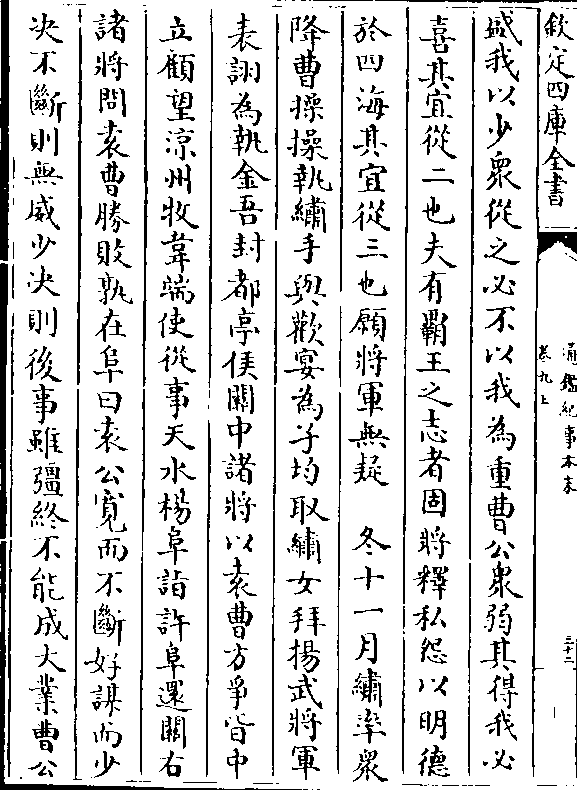 欽定四庫全書
通鑑紀事本末
卷九上
三十二
盛我以少衆從之必不以我為重曹公衆弱其得我必
喜其宜從二也夫有霸王之志者固將釋私怨以明德
於四海其宜從三也願將軍無疑　冬十一月繡率衆
降曹操操執繡手與歡宴為子均取繡女拜揚武將軍
表詡為執金吾封都亭侯關中諸將以袁曹方爭皆中
立顧望涼州牧韋端使從事天水楊阜詣許阜還關右
諸將問袁曹勝敗孰在阜曰袁公寬而不斷好謀而少
决不斷則無威少决則後事雖彊終不能成大業曹公